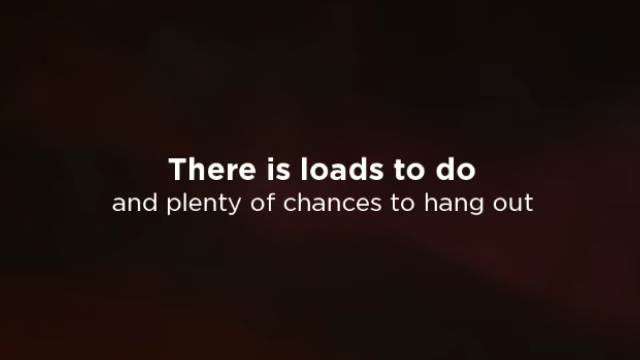 There is loads to do
and plenty of chances to hang out